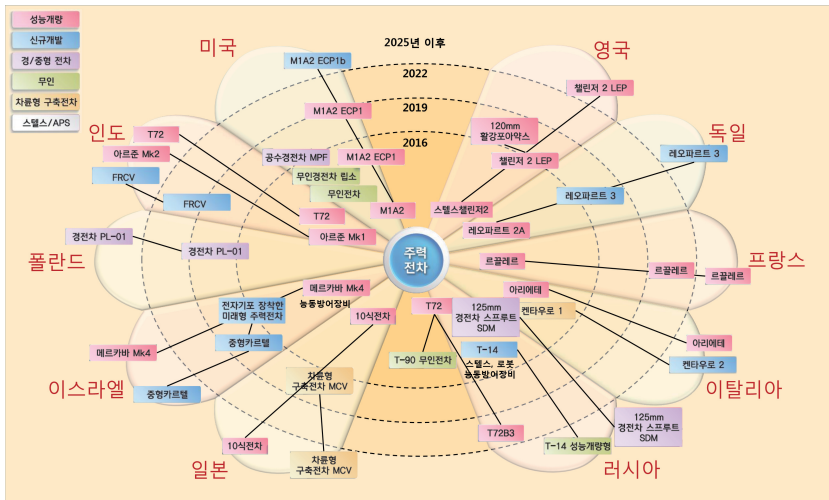 성능개량
신규개발
경/중형 전차
무인
차륜형 구축전차
스텔스/APS
2025년 이후
2022
2019
2016
주력
전차
미국
M1A2 ECP1b
M1A2 ECP1
M1A2 ECP1
공수경전차 MPF
무인경전차 립소
무인전차
M1A2
영국
챌린저 2 LEP
120mm
활강포아약스
챌린저 2 LEP
스텔스챌린저2
독일
레오파르트 3
레오파르트 3
레오파르트 2A
프랑스
르끌레르
르끌레르
르끌레르
이탈리아
아리에테
켄타우로 1
아리에테
켄타우로 2
러시아
T72
125mm
경전차 스프루트
SDM
T-14
스텔스, 로봇
능동방어장비
T-90 무인전차
T72B3
T-14 성능개량형
125mm
경전차 스프루트
SDM
일본
10식전차
차륜형
구축전차 MCV
10식전차
차륜형
구축전차 MCV
이스라엘
메르카바 Mk4
능동방어장비
전자기포 장착한
미래형 주력전차
중형카르텔
메르카바 Mk4
중형카르텔
폴란드
경전차 PL-01
경전차 PL-01
인도
T72
아르준 Mk2
FRCV
FRCV
T72
아르준 Mk1